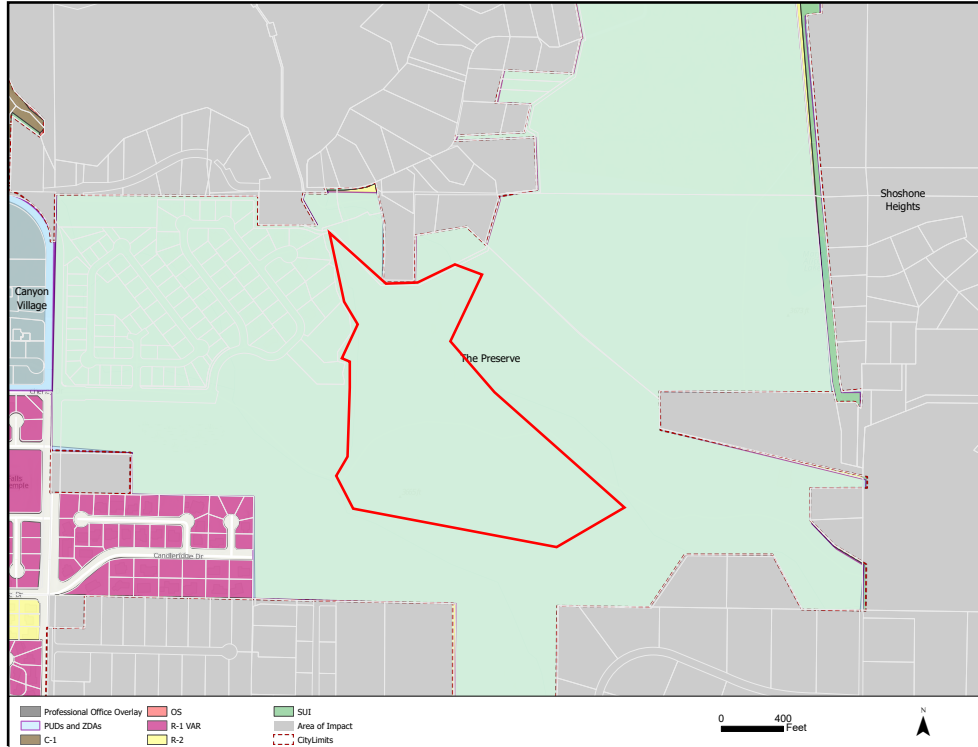 Shoshone
Heights
Canyon
Village
The Preserve
Candleridge Dr
Professional Office Overlay
PUDs and ZDAs
C-1
OS
R-1 VAR
R-2
SUI
Area of Impact
CityLimits
0 400
Feet
N